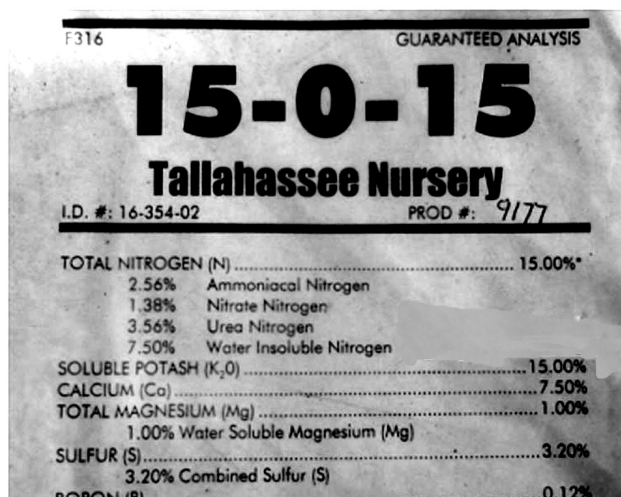 F316 GUARANTEED ANALYSIS
15-0-15
Tallahassee Nursery
I.D. #: 16-354-02 PROD #: 9177
TOTAL NITROGEN (N) 15.00%*
2.56% Ammoniacal Nitrogen
1.38% Nitrate Nitrogen
3.56% Urea Nitrogen
7.50% Water Insoluble Nitrogen
SOLUBLE POTASH (K₂0) 15.00%
CALCIUM (Ca) 7.50%
TOTAL MAGNESIUM (Mg) 1.00%
1.00% Water Soluble Magnesium (Mg)
SULFUR (S) 3.20%
3.20% Combined Sulfur (S)
BORON (B) 0.12%